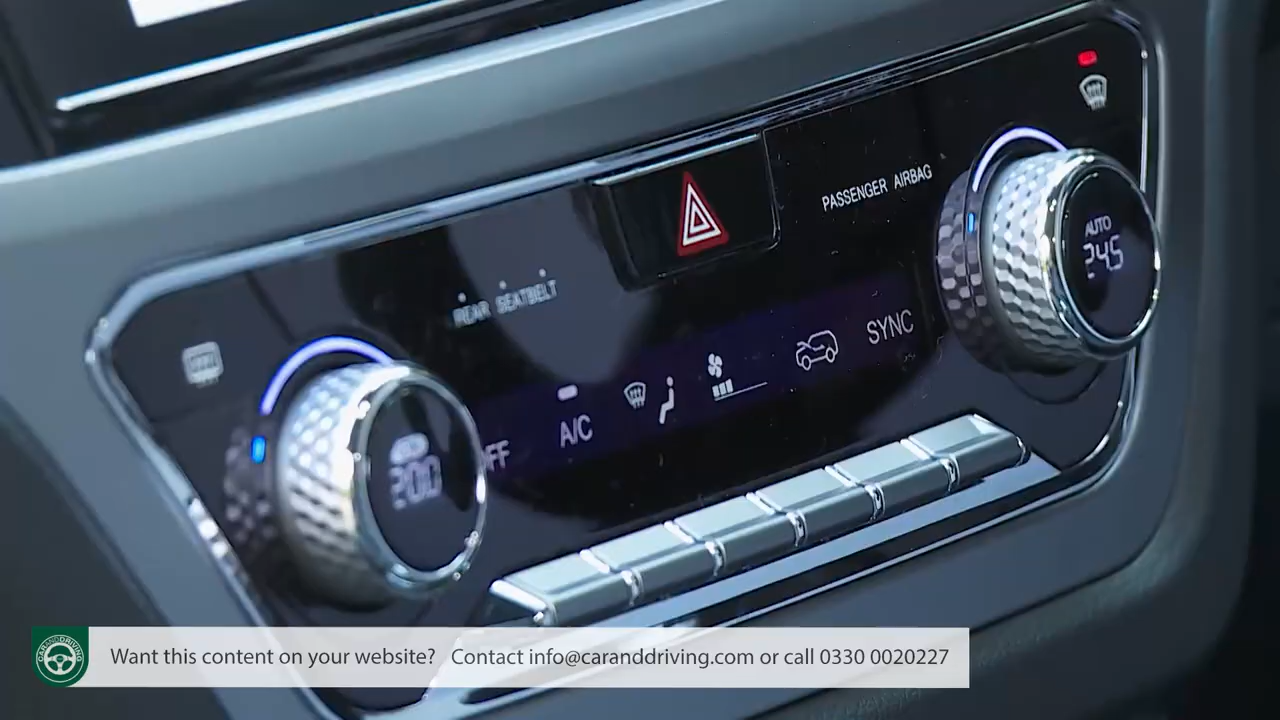 PASSENGER AIRBAG
AUTO
24.5
REAR SEATBELT
SYNC
A/C
20.0
CARANDDRIVING
Want this content on your website? Contact info@caranddriving.com or call 0330 0020227